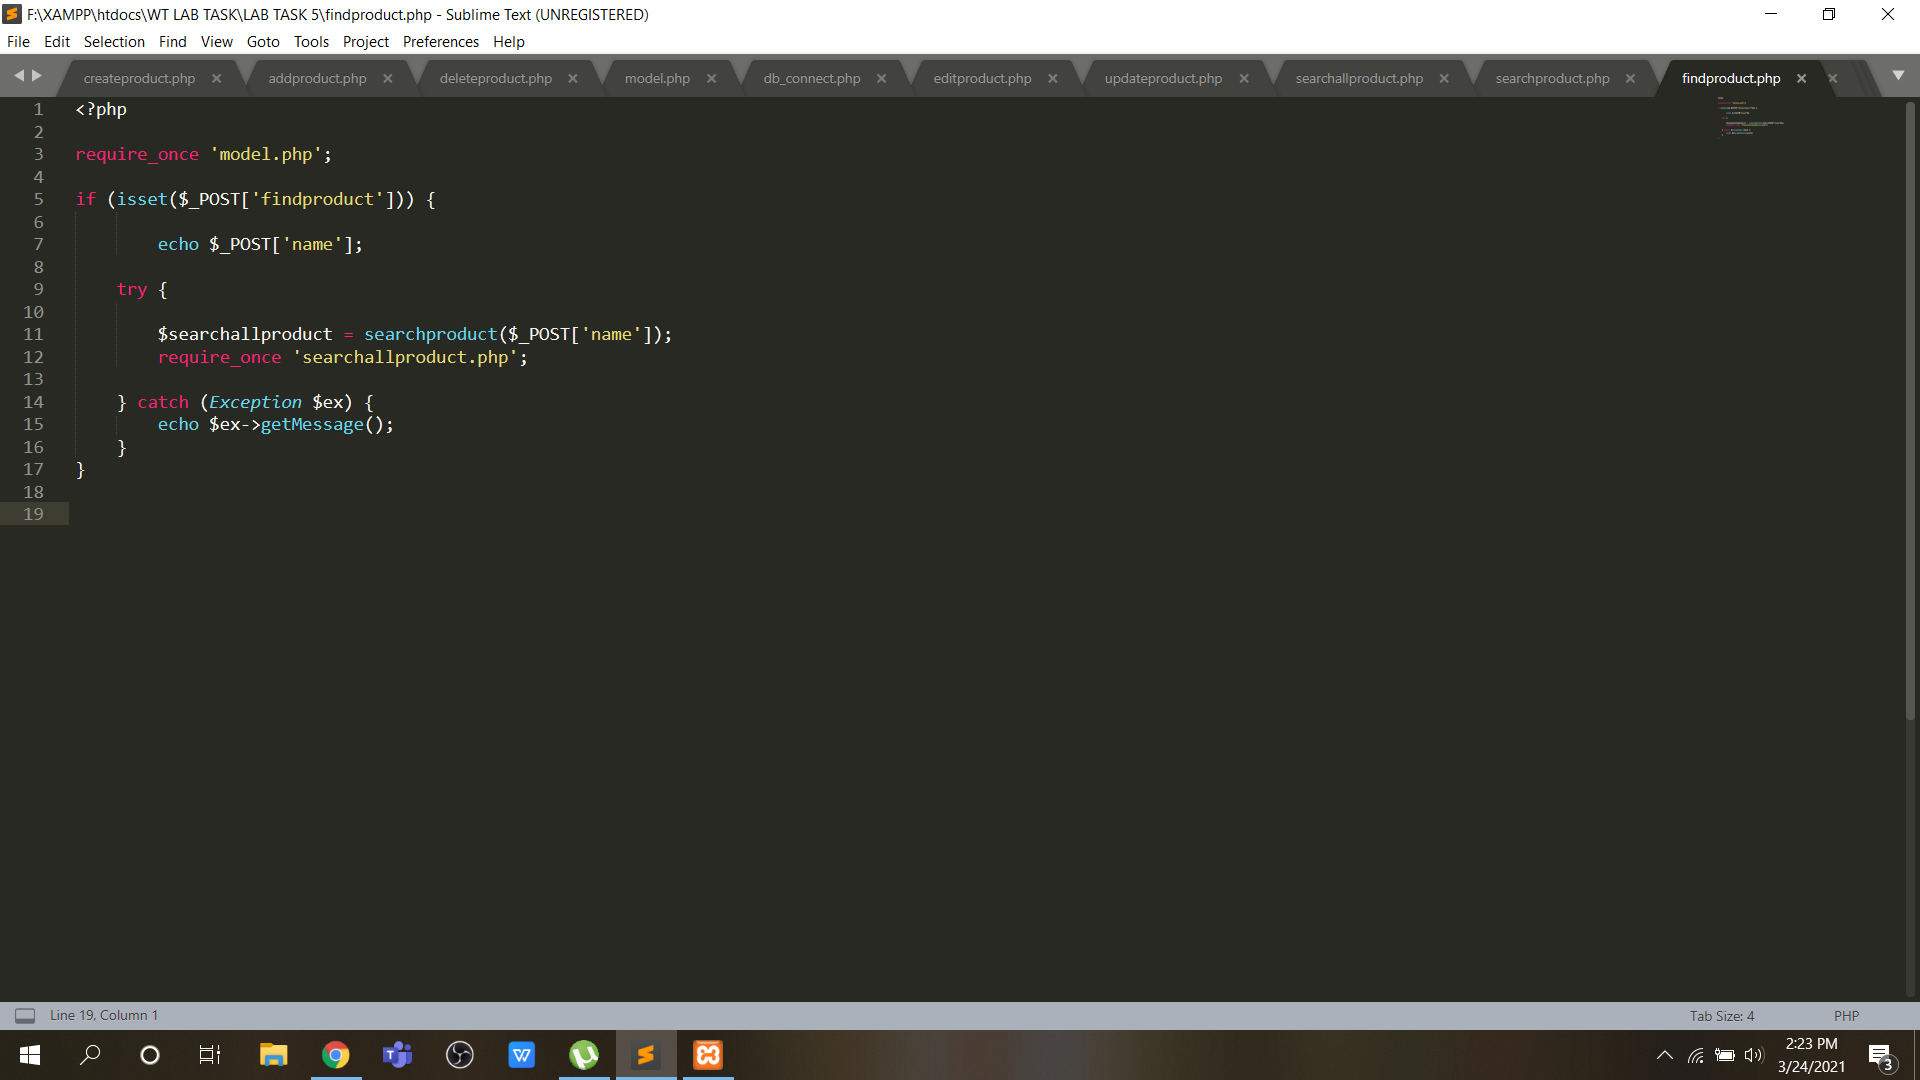 F:\XAMPP\htdocs\WT LAB TASK\LAB TASK 5\findproduct.php - Sublime Text (UNREGISTERED)
File Edit Selection Find View Goto Tools Project Preferences Help
createproduct.php addproduct.php deleteproduct.php model.php db_connect.php editproduct.php updateproduct.php searchallproduct.php searchproduct.php findproduct.php
1 <?php
2
3 require_once 'model.php';
4
5 if (isset($_POST['findproduct'])) {
6
7 echo $_POST['name'];
8
9 try {
10
11 $searchallproduct = searchproduct($_POST['name']);
12 require_once 'searchallproduct.php';
13
14 } catch (Exception $ex) {
15 echo $ex->getMessage();
16 }
17 }
18
19
Line 19, Column 1 Tab Size: 4 PHP
2:23 PM
3/24/2021
3